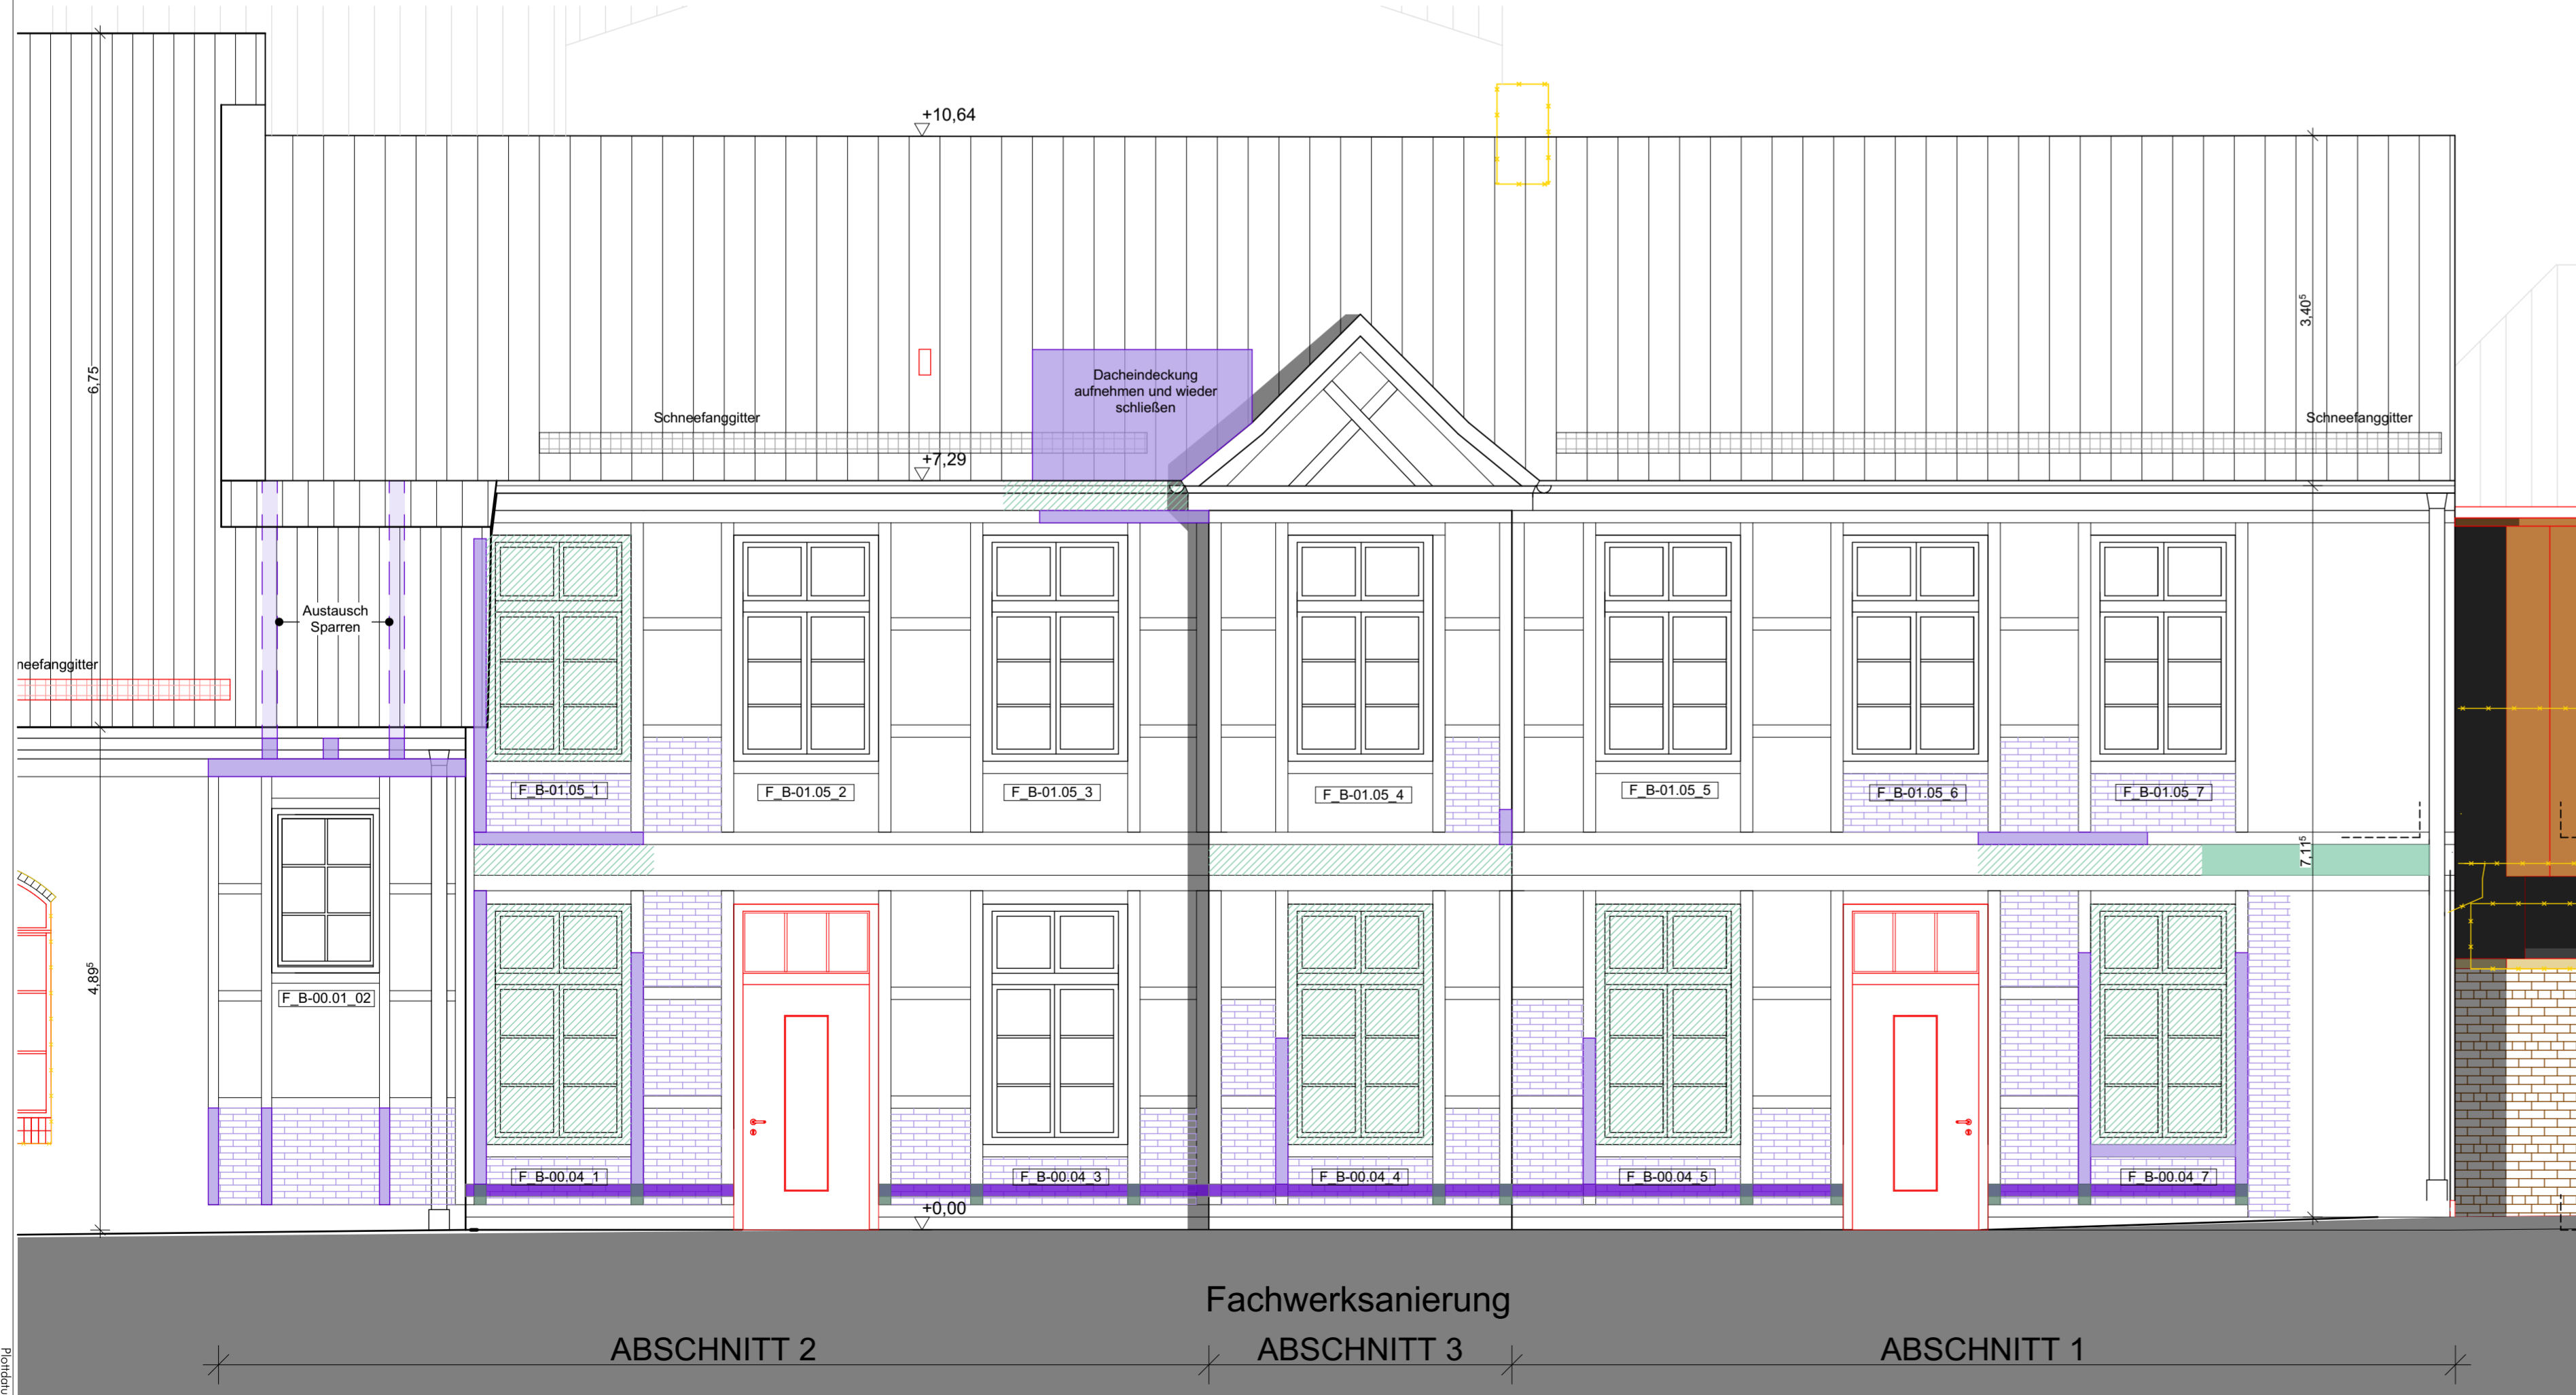 +10,64
3,40⁵
6,75
Dacheindeckung
aufnehmen und wieder
schließen
Schneefanggitter
Schneefanggitter
+7,29
Austausch
Sparren
neefanggitter
F_B-01.05_1
F_B-01.05_2
F_B-01.05_3
F_B-01.05_4
F_B-01.05_5
F_B-01.05_6
F_B-01.05_7
7,11⁵
4,89⁵
F_B-00.01_02
F_B-00.04_1
F_B-00.04_3
F_B-00.04_4
F_B-00.04_5
F_B-00.04_7
+0,00
Fachwerksanierung
ABSCHNITT 2
ABSCHNITT 3
ABSCHNITT 1
Plottdatu